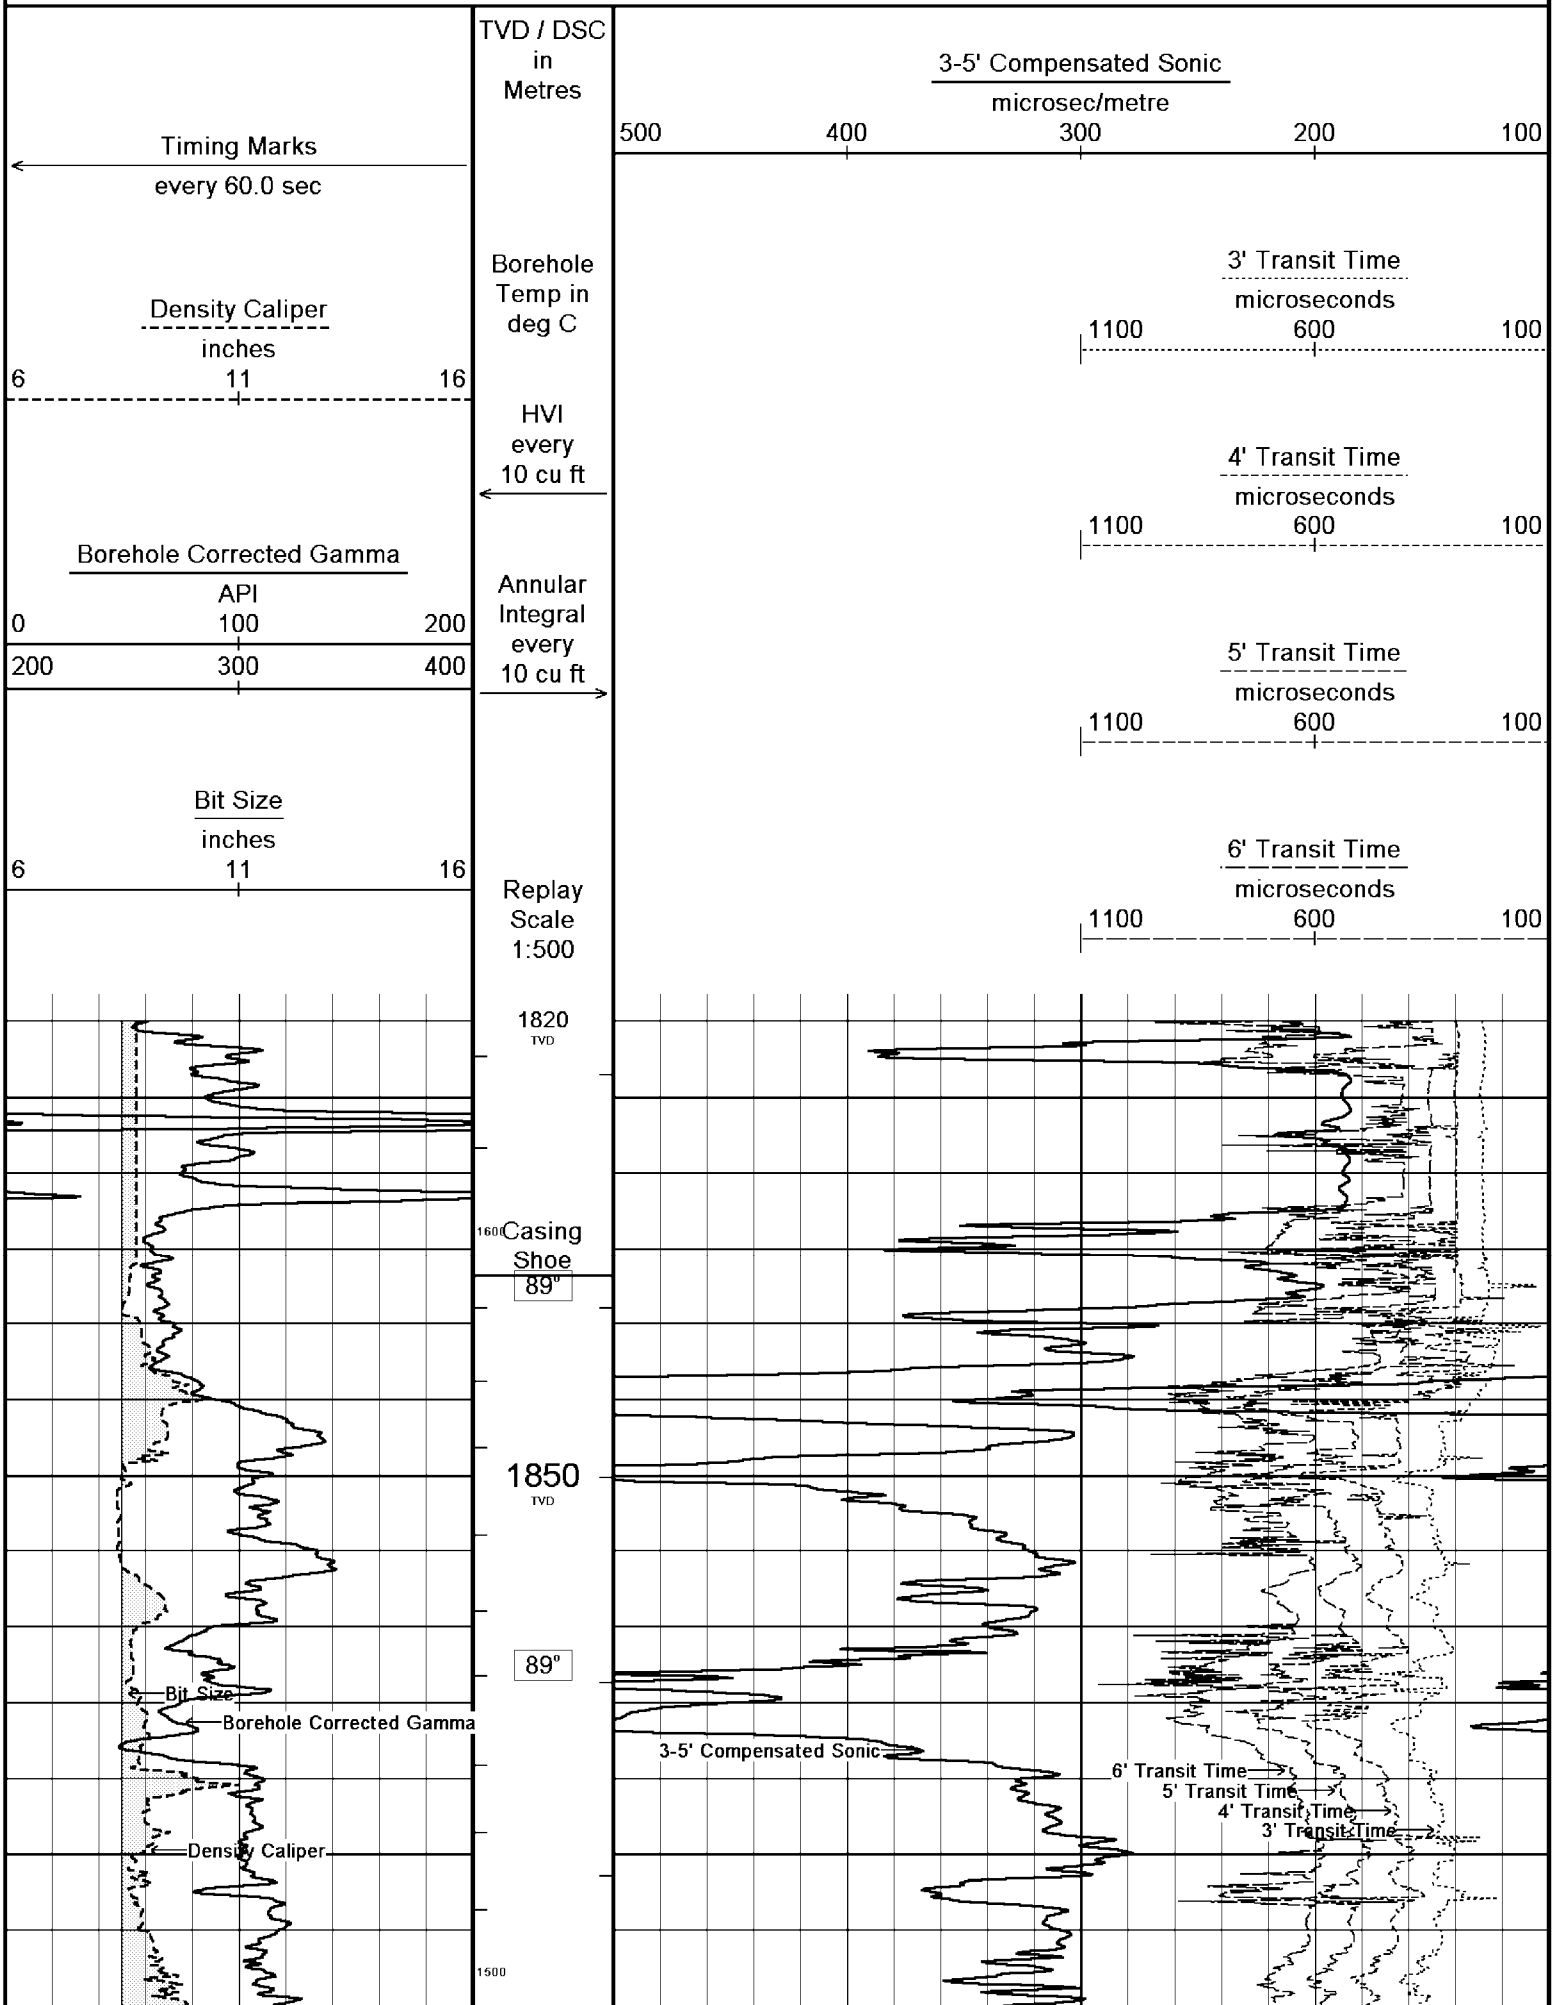 TVD / DSC
in
Metres
3-5' Compensated Sonic
microsec/metre
500 400 300 200 100
Timing Marks
every 60.0 sec
Borehole
Temp in
deg C
3' Transit Time
microseconds
1100 600 100
Density Caliper
inches
6 11 16
HVI
every
10 cu ft
4' Transit Time
microseconds
1100 600 100
Borehole Corrected Gamma
API
0 100 200
200 300 400
Annular
Integral
every
10 cu ft
5' Transit Time
microseconds
1100 600 100
Bit Size
inches
6 11 16
6' Transit Time
microseconds
1100 600 100
Replay
Scale
1:500
1820
TVD
1600
Casing
Shoe
89°
1850
TVD
89°
Bit Size
Borehole Corrected Gamma
3-5' Compensated Sonic
6' Transit Time
5' Transit Time
4' Transit Time
3' Transit Time
Density Caliper
1500